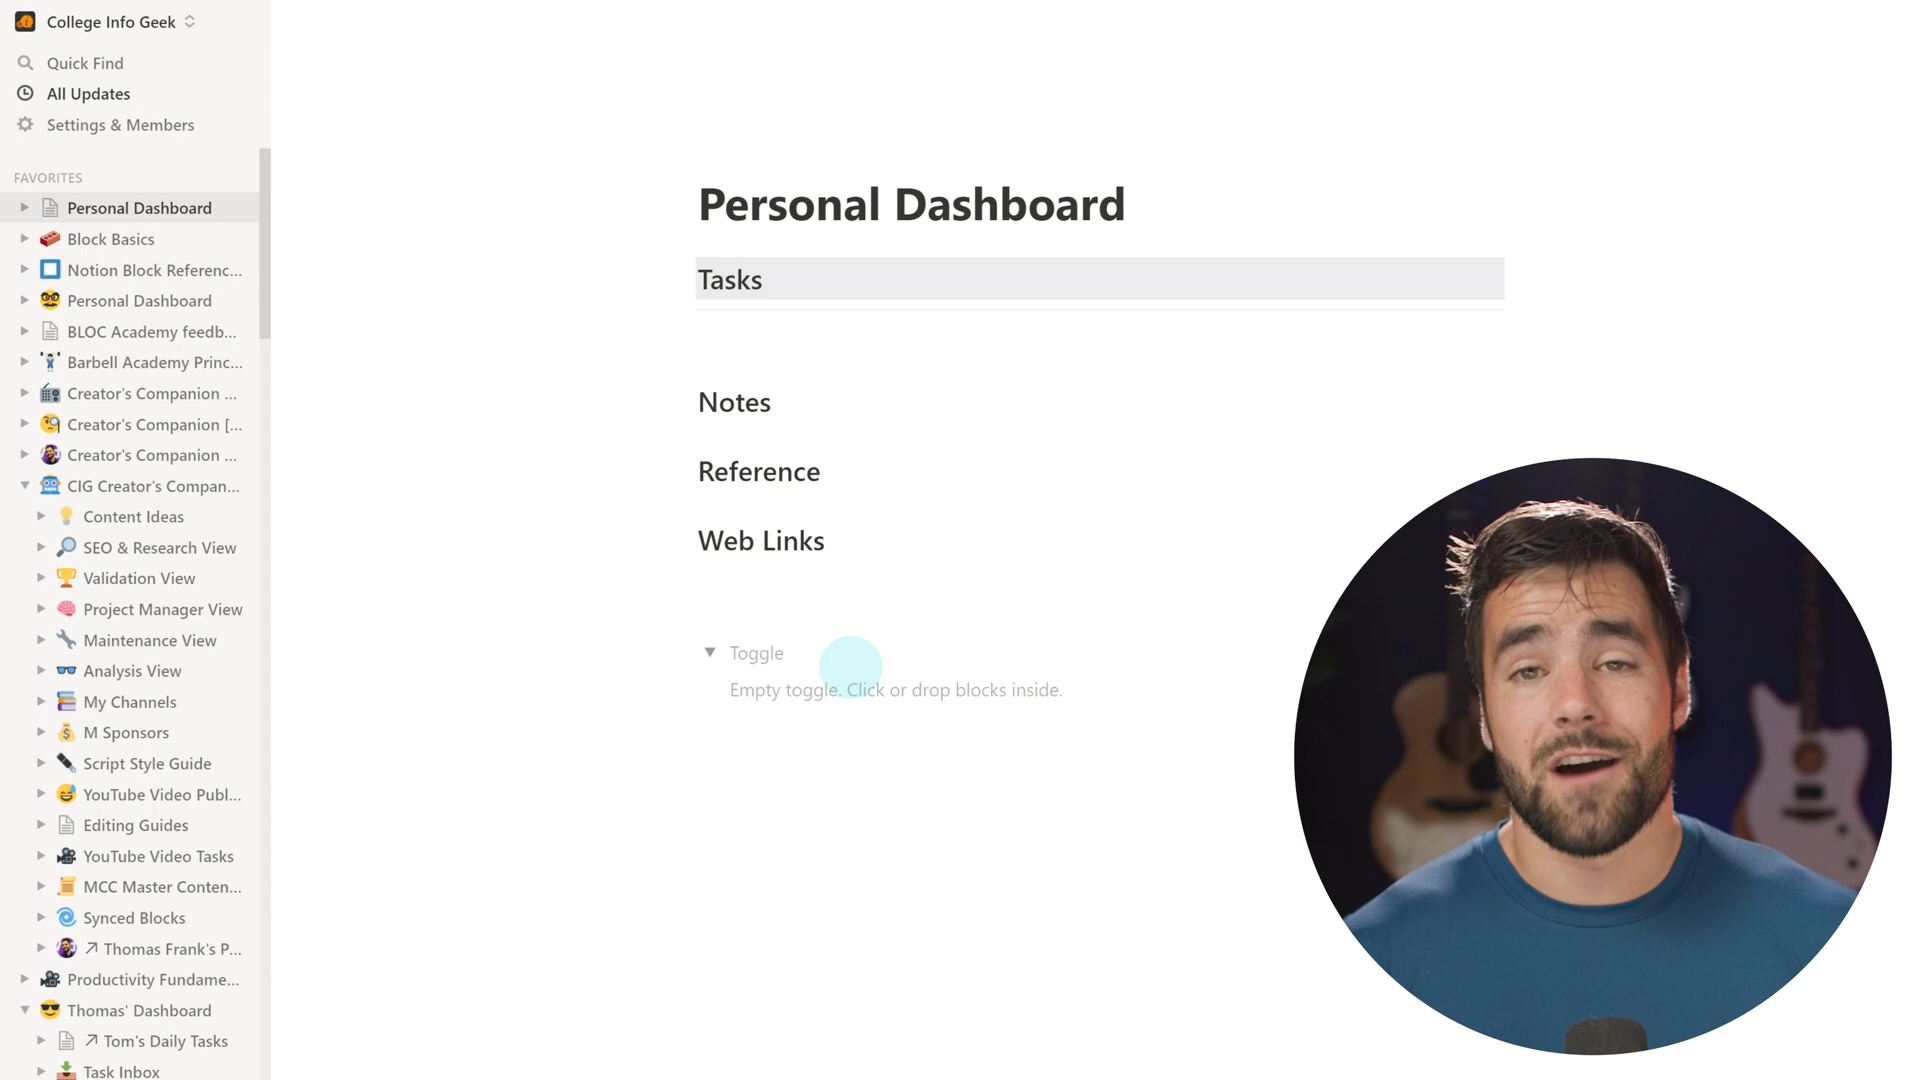 College Info Geek
Quick Find
All Updates
Settings & Members
FAVORITES
Personal Dashboard
Block Basics
Notion Block Referenc...
Personal Dashboard
BLOC Academy feedb...
Barbell Academy Princ...
Creator's Companion ...
Creator's Companion [...
Creator's Companion ...
CIG Creator's Compan...
Content Ideas
SEO & Research View
Validation View
Project Manager View
Maintenance View
Analysis View
My Channels
M Sponsors
Script Style Guide
YouTube Video Publ...
Editing Guides
YouTube Video Tasks
MCC Master Conten...
Synced Blocks
Thomas Frank's P...
Productivity Fundame...
Thomas' Dashboard
Tom's Daily Tasks
Task Inbox
Personal Dashboard
Tasks
Notes
Reference
Web Links
Toggle
Empty toggle. Click or drop blocks inside.